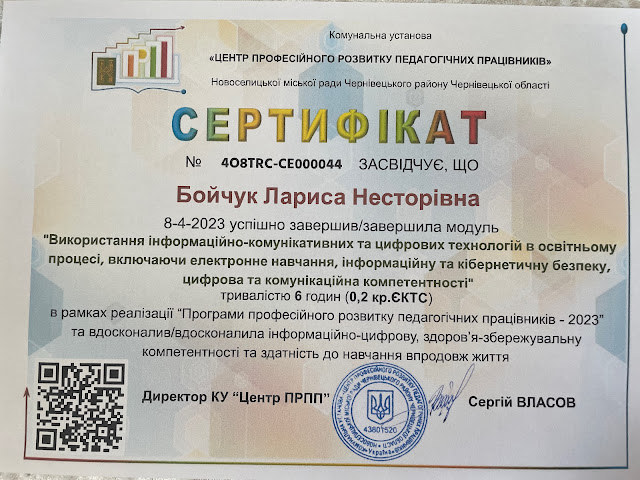 Комунальна установа
«ЦЕНТР ПРОФЕСІЙНОГО РОЗВИТКУ ПЕДАГОГІЧНИХ ПРАЦІВНИКІВ»
Новоселицької міської ради Чернівецького району Чернівецької області
СЕРТИФІКАТ
№ 4O8TRC-CE000044 ЗАСВІДЧУЄ, ЩО
Бойчук Лариса Несторівна
8-4-2023 успішно завершив/завершила модуль
"Використання інформаційно-комунікативних та цифрових технологій в освітньому
процесі, включаючи електронне навчання, інформаційну та кібернетичну безпеку,
цифрова та комунікаційна компетентності"
тривалістю 6 годин (0,2 кр.ЄКТС)
в рамках реалізації "Програми професійного розвитку педагогічних працівників - 2023"
та вдосконалив/вдосконалила інформаційно-цифрову, здоров'я-збережувальну
компетентності та здатність до навчання впродовж життя
Директор КУ "Центр ПРПП"
Сергій ВЛАСОВ
43801520
Україна